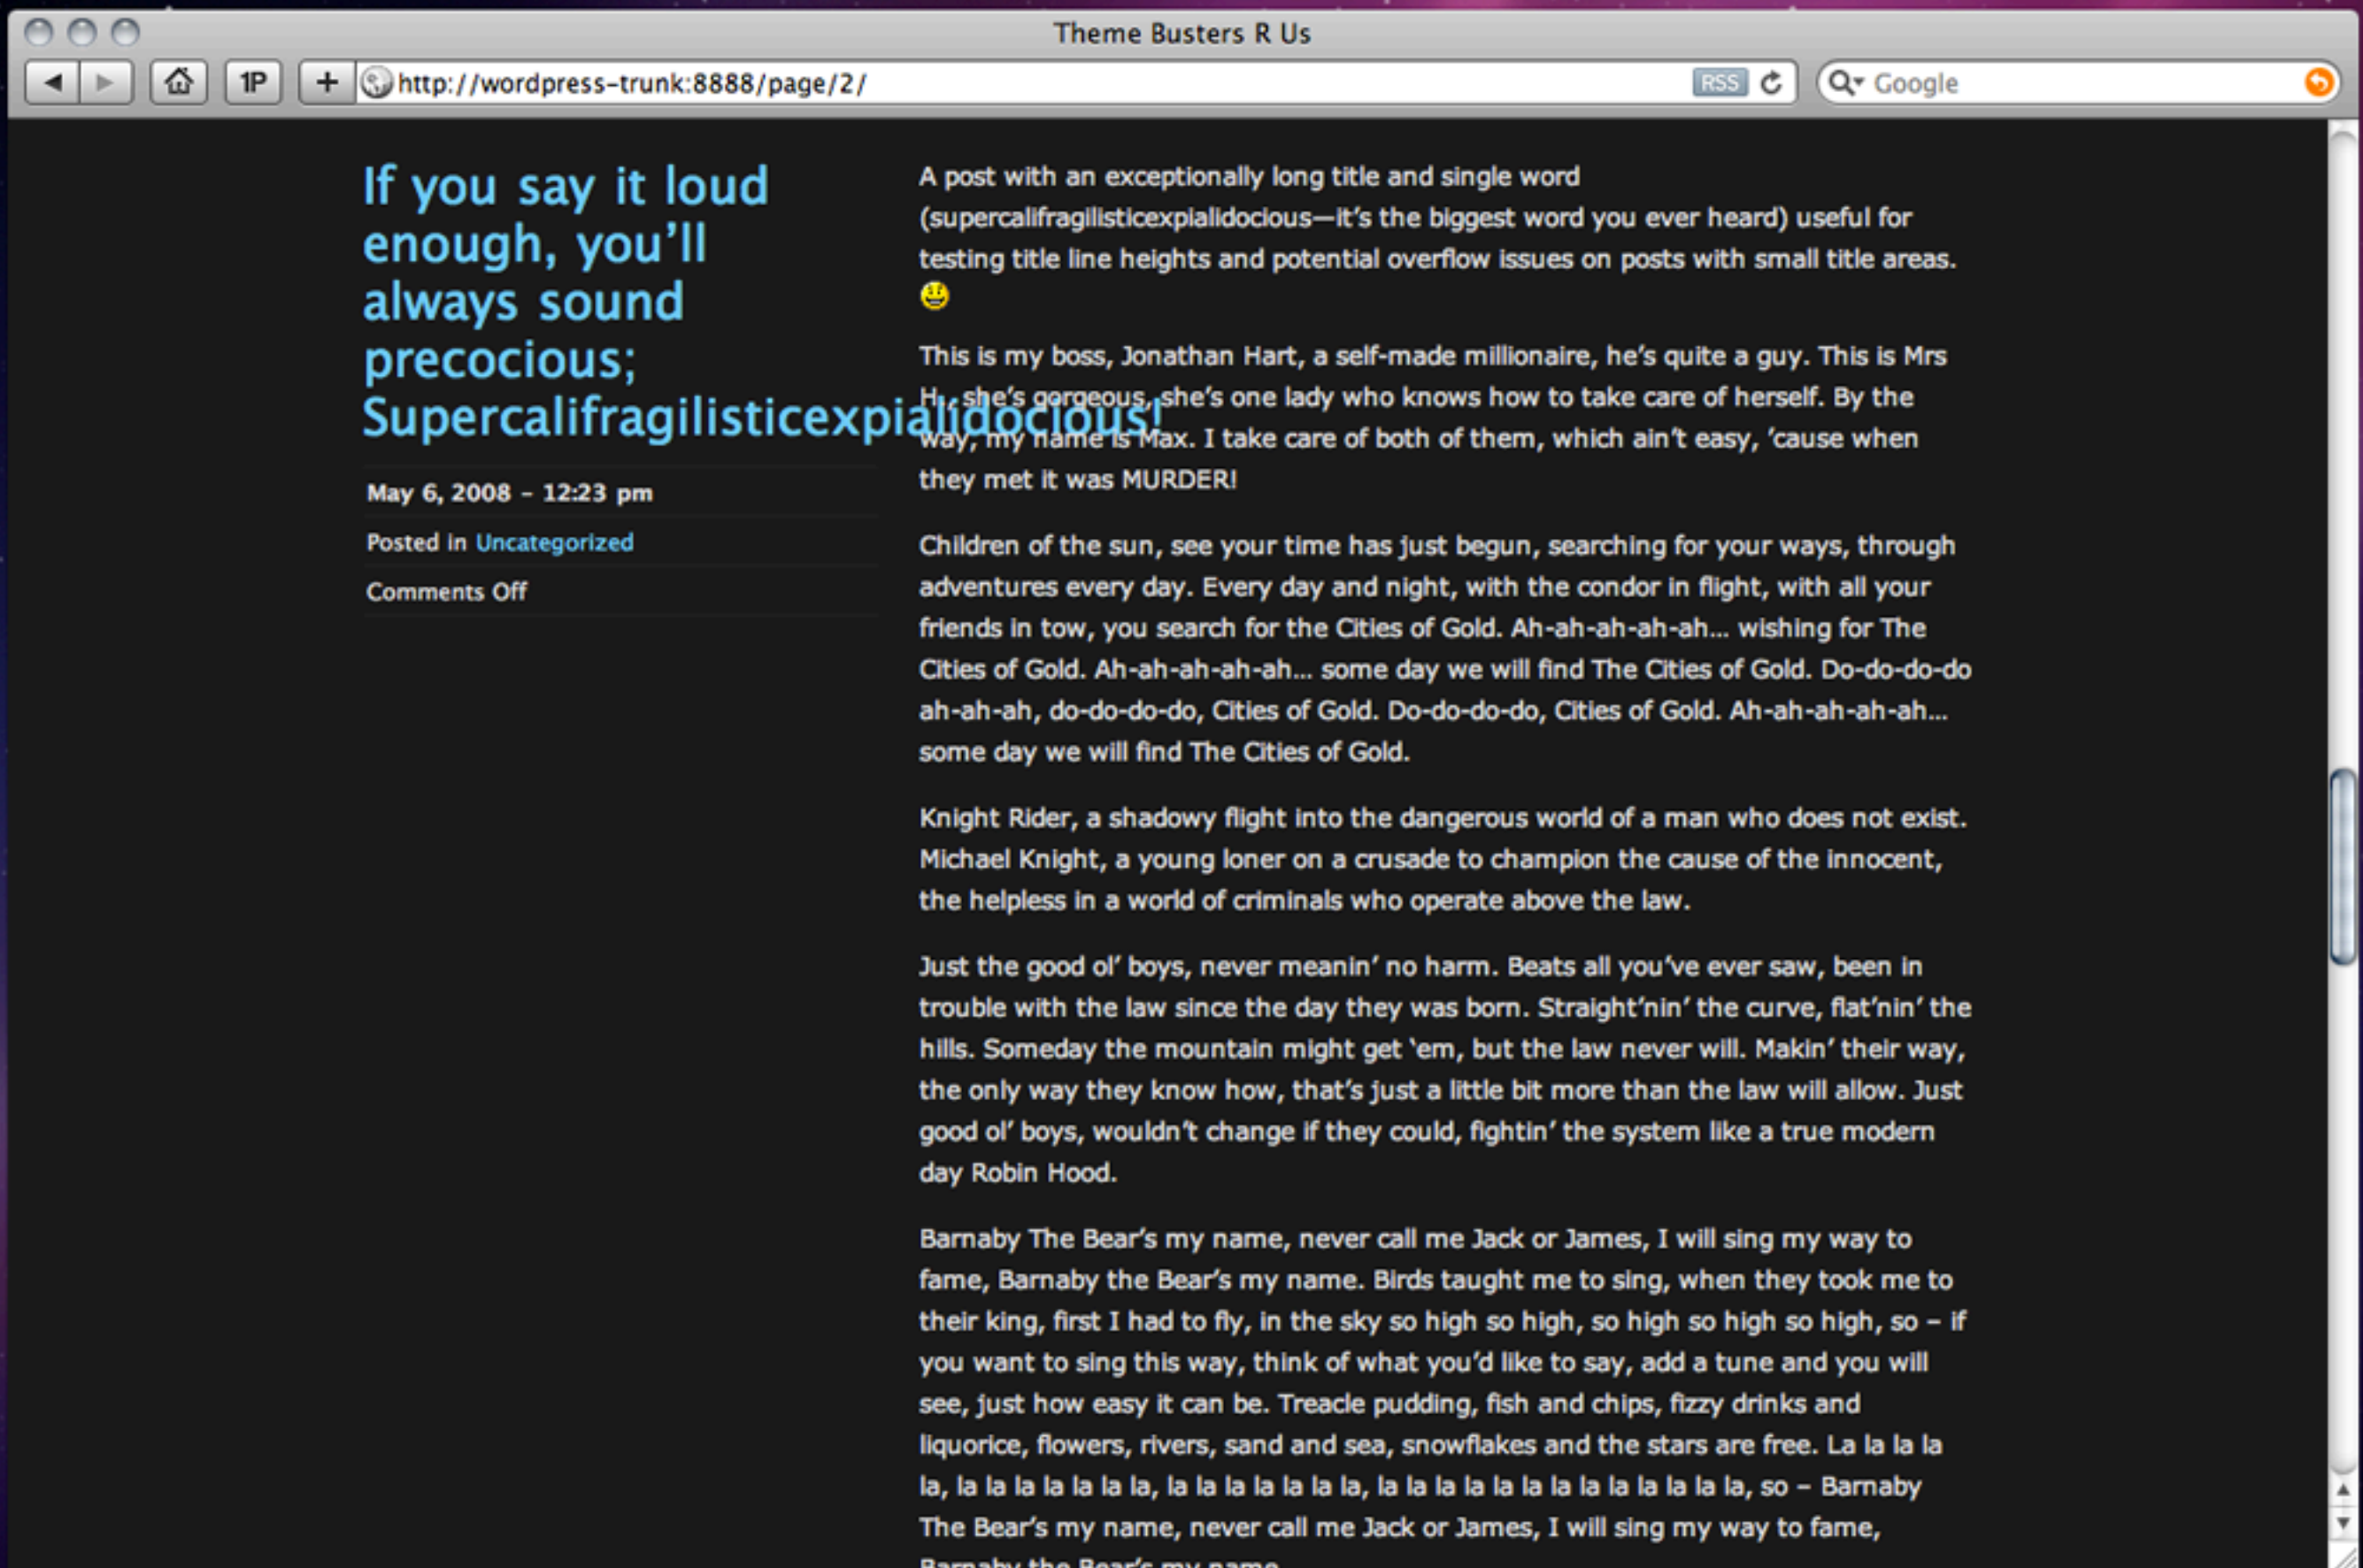 Theme Busters R Us
1P
+
http://wordpress-trunk:8888/page/2/
RSS
Google
If you say it loud
enough, you’ll
always sound
precocious;
Supercalifragilisticexpialidocious!
May 6, 2008 – 12:23 pm
Posted in Uncategorized
Comments Off
A post with an exceptionally long title and single word
(supercalifragilisticexpialidocious—it’s the biggest word you ever heard) useful for
testing title line heights and potential overflow issues on posts with small title areas.
This is my boss, Jonathan Hart, a self-made millionaire, he’s quite a guy. This is Mrs
H., she’s gorgeous, she’s one lady who knows how to take care of herself. By the
way, my name is Max. I take care of both of them, which ain’t easy, ’cause when
they met it was MURDER!
Children of the sun, see your time has just begun, searching for your ways, through
adventures every day. Every day and night, with the condor in flight, with all your
friends in tow, you search for the Cities of Gold. Ah-ah-ah-ah-ah… wishing for The
Cities of Gold. Ah-ah-ah-ah-ah… some day we will find The Cities of Gold. Do-do-do-do
ah-ah-ah, do-do-do-do, Cities of Gold. Do-do-do-do, Cities of Gold. Ah-ah-ah-ah-ah…
some day we will find The Cities of Gold.
Knight Rider, a shadowy flight into the dangerous world of a man who does not exist.
Michael Knight, a young loner on a crusade to champion the cause of the innocent,
the helpless in a world of criminals who operate above the law.
Just the good ol’ boys, never meanin’ no harm. Beats all you’ve ever saw, been in
trouble with the law since the day they was born. Straight’nin’ the curve, flat’nin’ the
hills. Someday the mountain might get ‘em, but the law never will. Makin’ their way,
the only way they know how, that’s just a little bit more than the law will allow. Just
good ol’ boys, wouldn’t change if they could, fightin’ the system like a true modern
day Robin Hood.
Barnaby The Bear’s my name, never call me Jack or James, I will sing my way to
fame, Barnaby the Bear’s my name. Birds taught me to sing, when they took me to
their king, first I had to fly, in the sky so high so high, so high so high so high, so – if
you want to sing this way, think of what you’d like to say, add a tune and you will
see, just how easy it can be. Treacle pudding, fish and chips, fizzy drinks and
liquorice, flowers, rivers, sand and sea, snowflakes and the stars are free. La la la la
la, la la la la la la la, la la la la la la la, la la la la la la la la la la la la la, so – Barnaby
The Bear’s my name, never call me Jack or James, I will sing my way to fame,
Barnaby the Bear’s my name